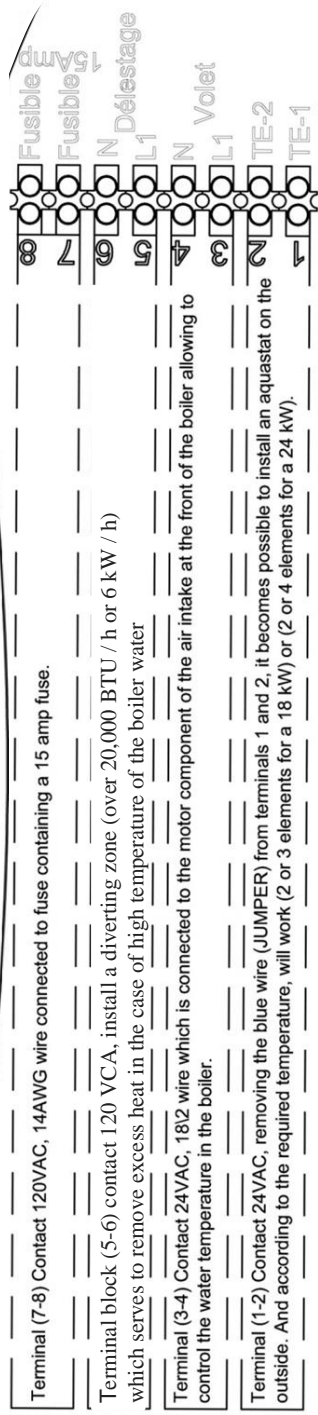 Terminal (7-8) Contact 120VAC, 14AWG wire connected to fuse containing a 15 amp fuse.
8 Fusible
7 Fusible
15Amp
Terminal block (5-6) contact 120 VCA, install a diverting zone (over 20,000 BTU / h or 6 kW / h)
which serves to remove excess heat in the case of high temperature of the boiler water
6 N
5 L1
Délestage
Terminal (3-4) Contact 24VAC, 18\2 wire which is connected to the motor component of the air intake at the front of the boiler allowing to
control the water temperature in the boiler.
4 N
3 L1
Volet
Terminal (1-2) Contact 24VAC, removing the blue wire (JUMPER) from terminals 1 and 2, it becomes possible to install an aquastat on the
outside. And according to the required temperature, will work (2 or 3 elements for a 18 kW) or (2 or 4 elements for a 24 kW).
2 TE-2
1 TE-1